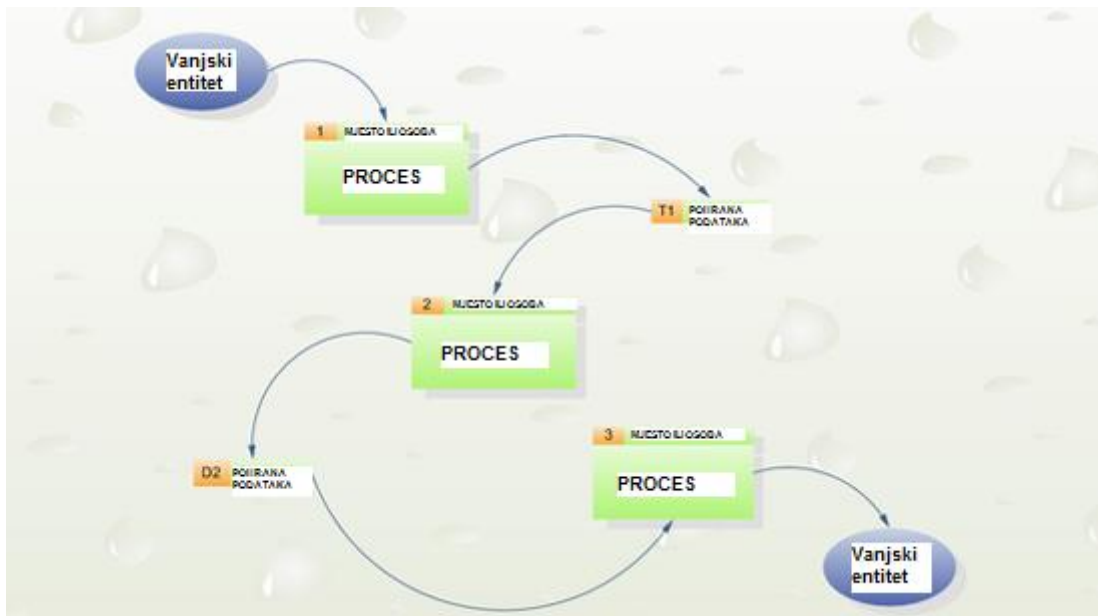 Vanjski
entitet
1 MJESTO ILI OSOBA
PROCES
T1 POHRANA
PODATAKA
2 MJESTO ILI OSOBA
PROCES
3 MJESTO ILI OSOBA
PROCES
D2 POHRANA
PODATAKA
Vanjski
entitet